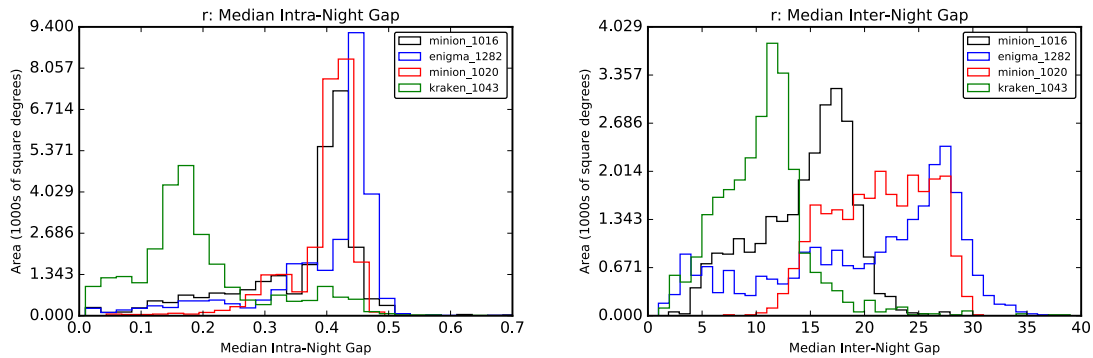 r: Median Intra-Night Gap
9.400
8.057
6.714
5.371
4.029
2.686
1.343
0.000
Area (1000s of square degrees)
minion_1016
enigma_1282
minion_1020
kraken_1043
0.0 0.1 0.2 0.3 0.4 0.5 0.6 0.7
Median Intra-Night Gap
r: Median Inter-Night Gap
4.029
3.357
2.686
2.014
1.343
0.671
0.000
Area (1000s of square degrees)
minion_1016
enigma_1282
minion_1020
kraken_1043
0 5 10 15 20 25 30 35 40
Median Inter-Night Gap